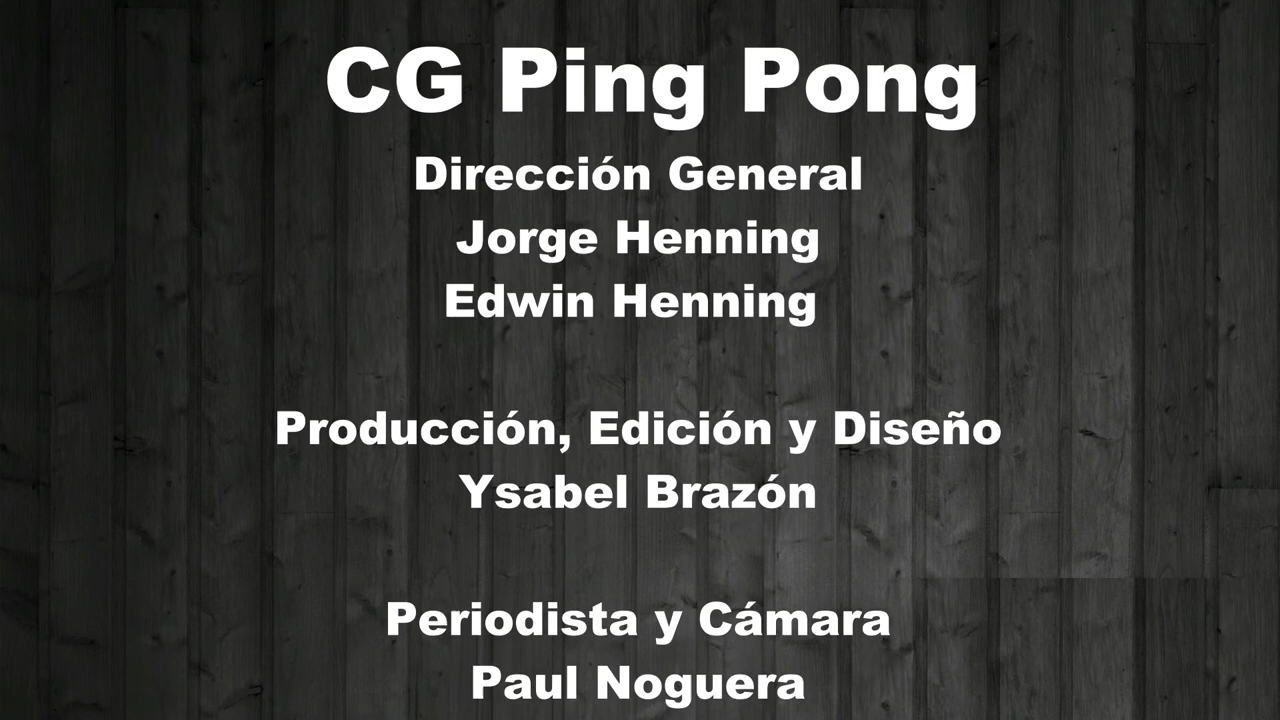 CG Ping Pong
Dirección General
Jorge Henning
Edwin Henning
Producción, Edición y Diseño
Ysabel Brazón
Periodista y Cámara
Paul Noguera